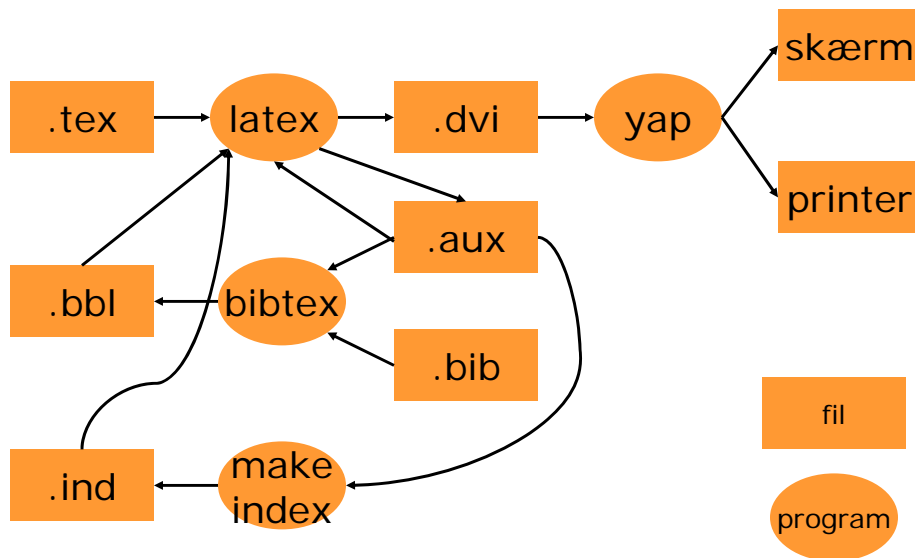 skærm
.tex
latex
.dvi
yap
printer
.aux
.bbl
bibtex
.bib
fil
.ind
make
index
program